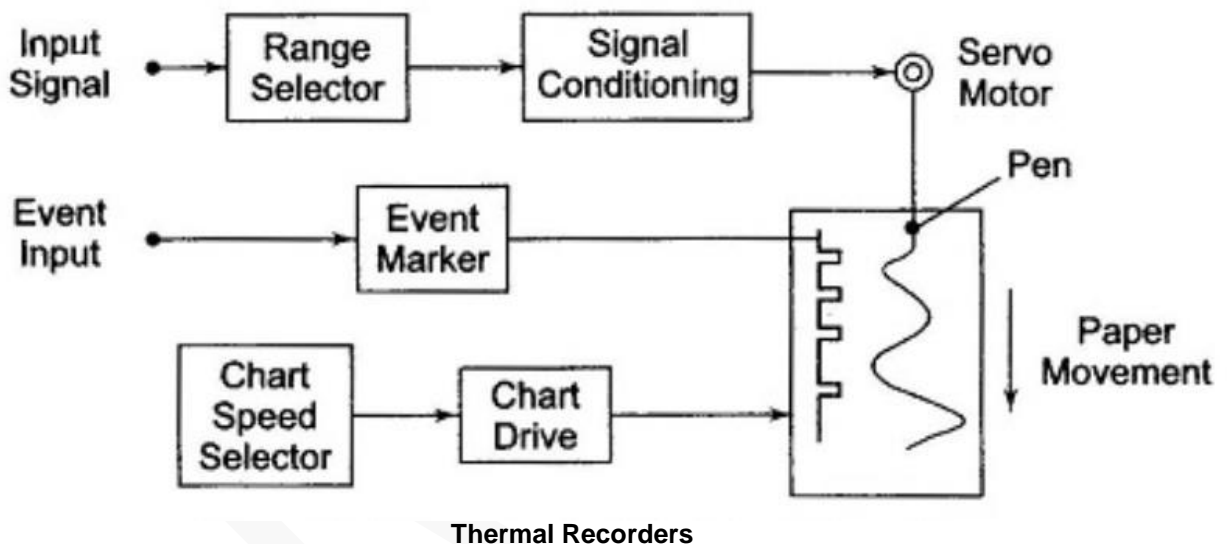 Input
Signal
Range
Selector
Signal
Conditioning
Servo
Motor
Pen
Event
Input
Event
Marker
Paper
Movement
Chart
Speed
Selector
Chart
Drive
Thermal Recorders